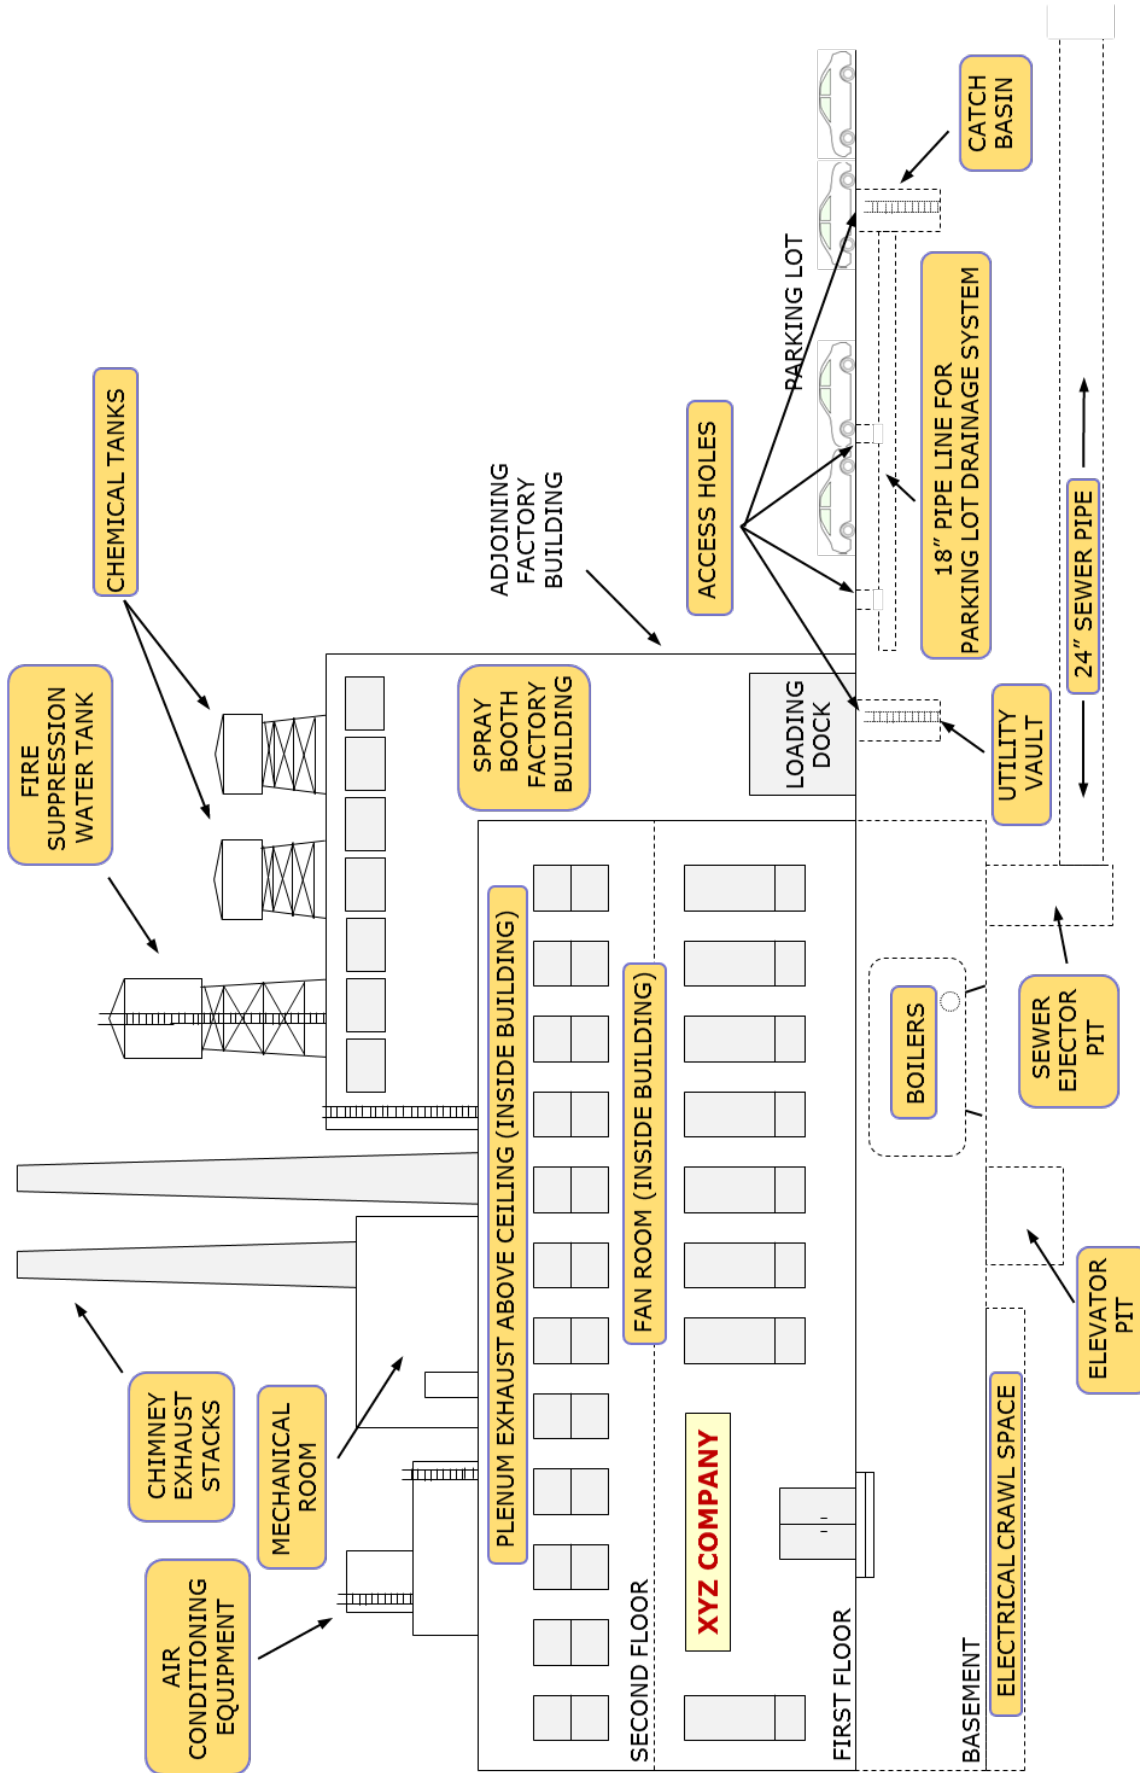 AIR
CONDITIONING
EQUIPMENT
CHIMNEY
EXHAUST
STACKS
MECHANICAL
ROOM
FIRE
SUPPRESSION
WATER TANK
CHEMICAL TANKS
ADJOINING
FACTORY
BUILDING
SPRAY
BOOTH
FACTORY
BUILDING
PLENUM EXHAUST ABOVE CEILING (INSIDE BUILDING)
SECOND FLOOR
FAN ROOM (INSIDE BUILDING)
XYZ COMPANY
ACCESS HOLES
PARKING LOT
LOADING
DOCK
FIRST FLOOR
BOILERS
BASEMENT
18” PIPE LINE FOR
PARKING LOT DRAINAGE SYSTEM
CATCH
BASIN
UTILITY
VAULT
ELECTRICAL CRAWL SPACE
SEWER
EJECTOR
PIT
24” SEWER PIPE
ELEVATOR
PIT